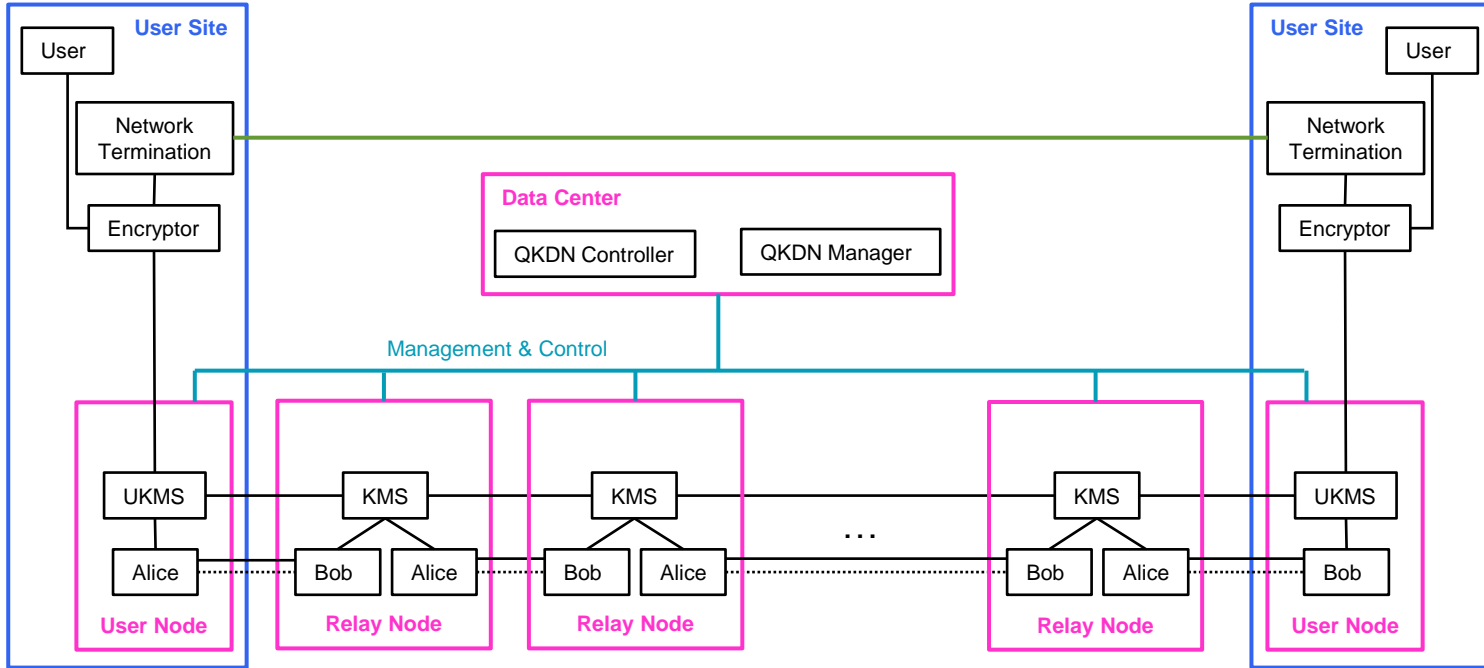 User Site
User
Network
Termination
Encryptor
User Site
User
Network
Termination
Encryptor
Data Center
QKDN Controller
QKDN Manager
Management & Control
UKMS
KMS
KMS
KMS
UKMS
...
Alice
Bob
Alice
Bob
Alice
Bob
Alice
Bob
User Node
Relay Node
Relay Node
Relay Node
User Node